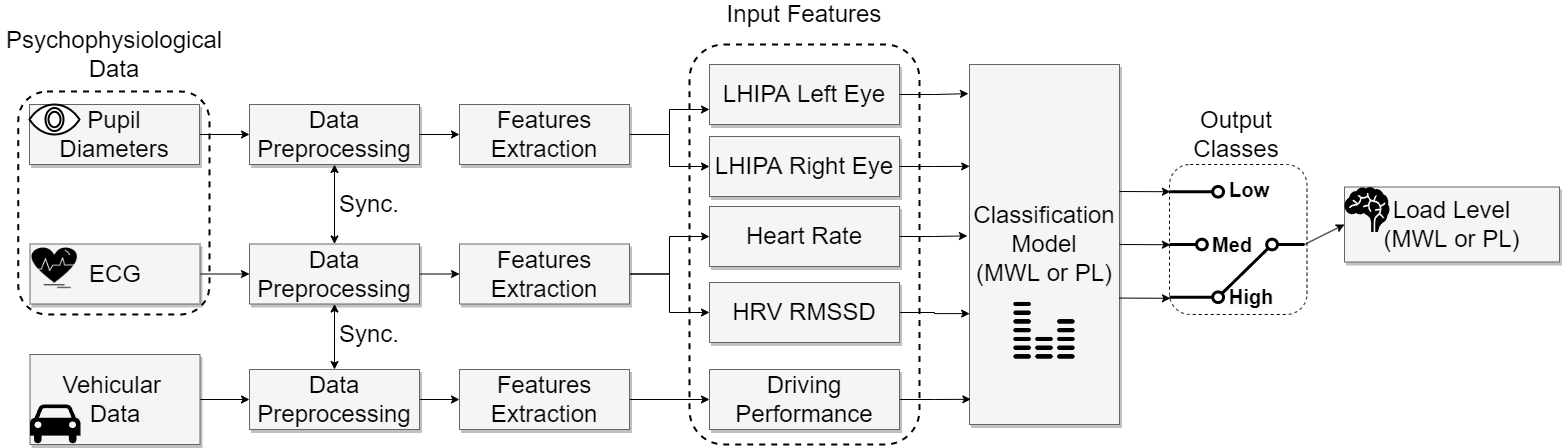 Input Features
Psychophysiological
Data
Pupil
Diameters
Data
Preprocessing
Features
Extraction
LHIPA Left Eye
LHIPA Right Eye
Sync.
ECG
Data
Preprocessing
Features
Extraction
Heart Rate
HRV RMSSD
Sync.
Vehicular
Data
Data
Preprocessing
Features
Extraction
Driving
Performance
Classification
Model
(MWL or PL)
Output
Classes
Low
Med
High
Load Level
(MWL or PL)